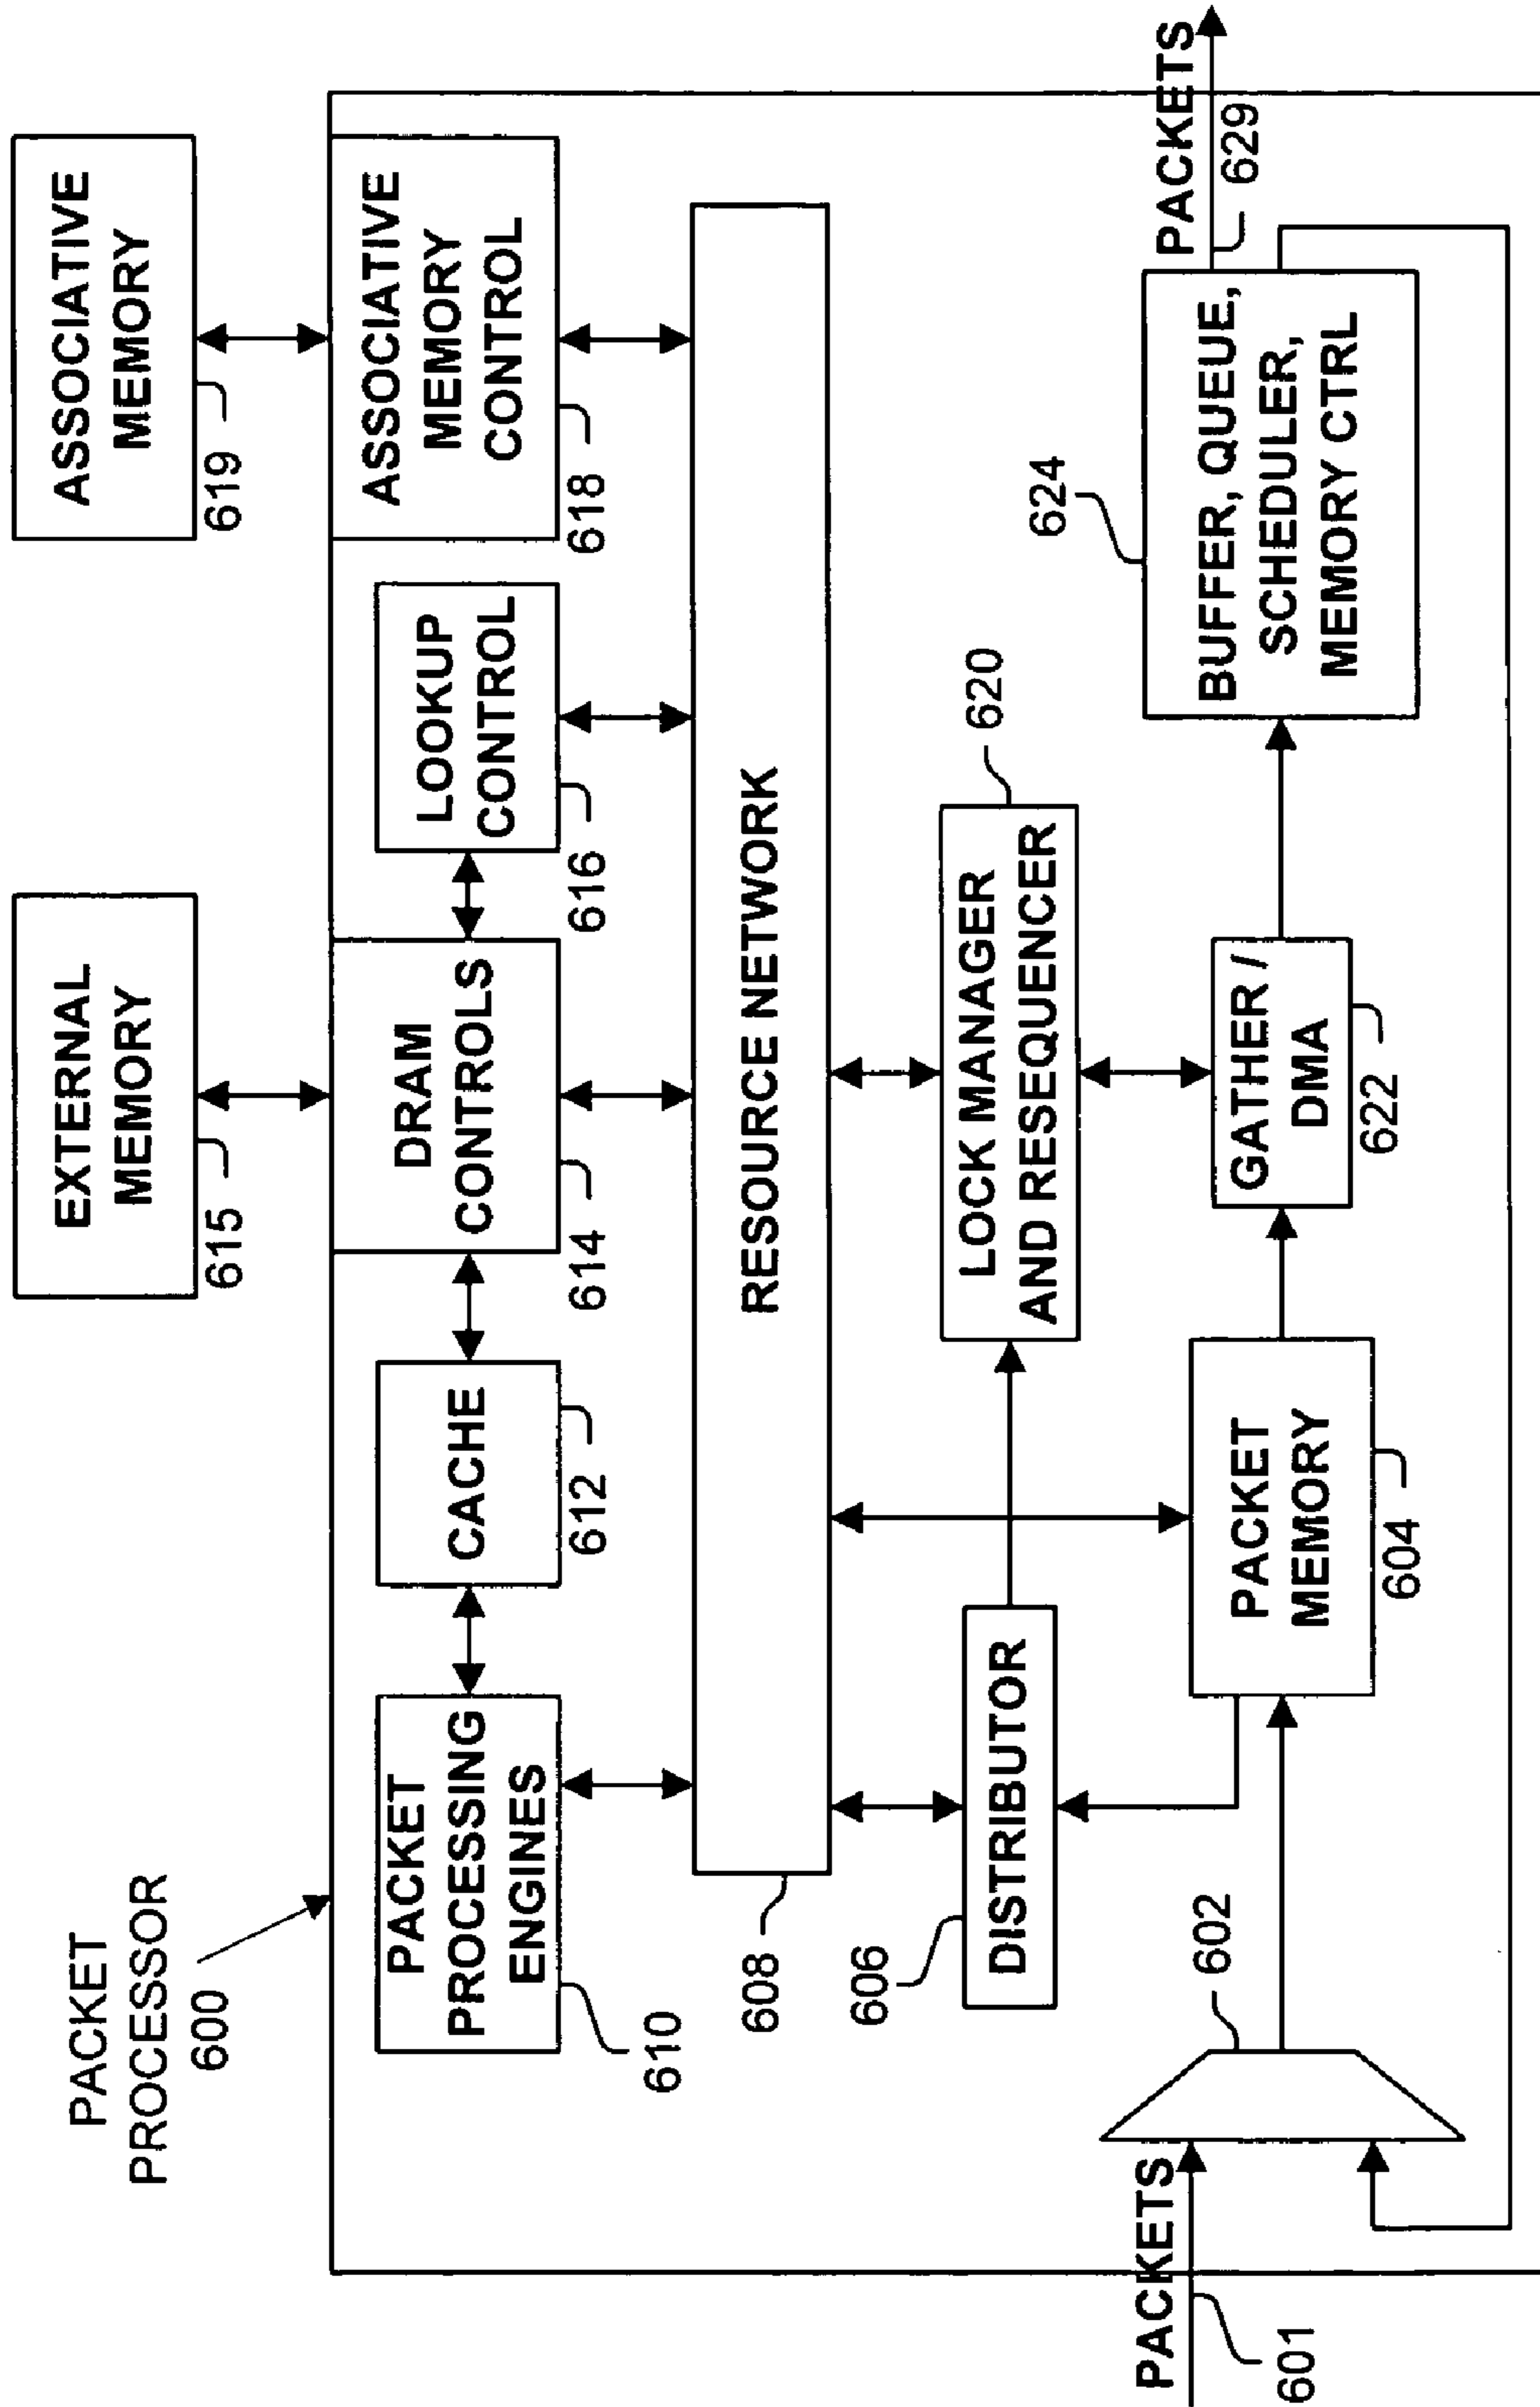 PACKET
PROCESSOR
600
EXTERNAL
MEMORY
615
ASSOCIATIVE
MEMORY
619
PACKET
PROCESSING
ENGINES
610
CACHE
612
DRAM
CONTROLS
614
LOOKUP
CONTROL
616
ASSOCIATIVE
MEMORY
CONTROL
618
RESOURCE NETWORK
608
DISTRIBUTOR
606
LOCK MANAGER
AND RESEQUENCER
620
PACKETS
601
602
PACKET
MEMORY
604
GATHER /
DMA
622
BUFFER, QUEUE,
SCHEDULER,
MEMORY CTRL
624
PACKETS
629